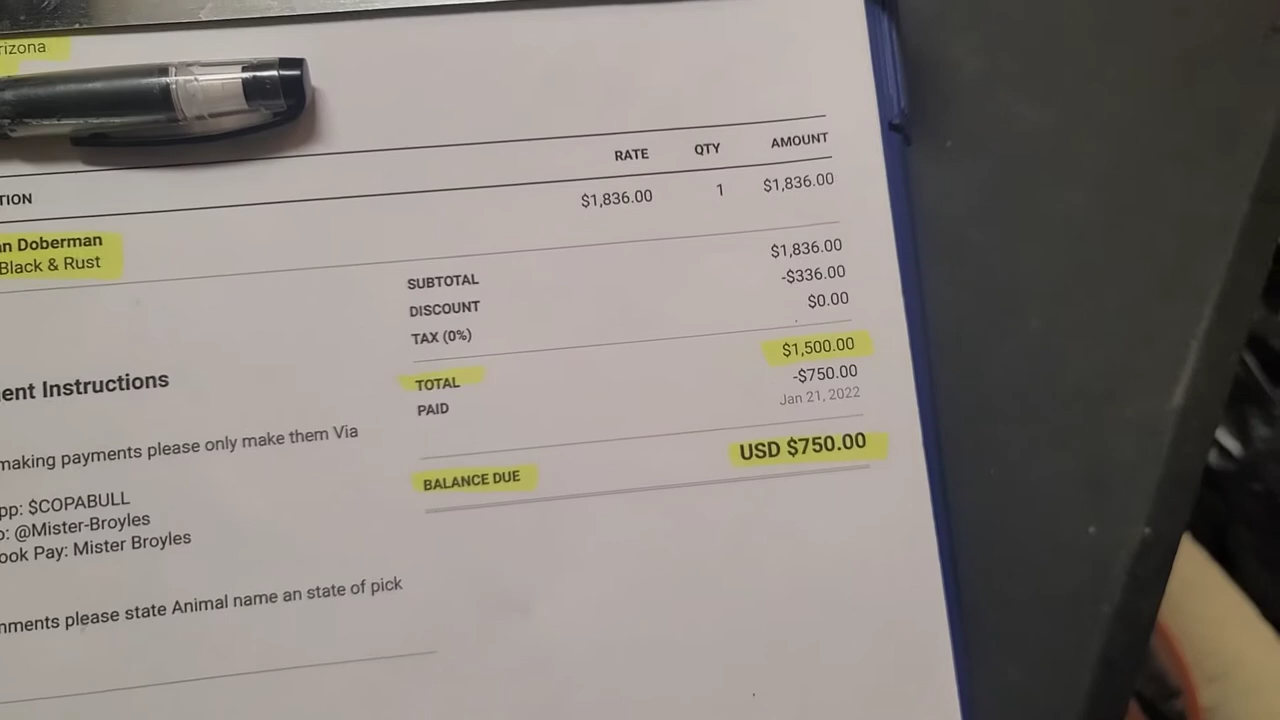 rizona
TION RATE QTY AMOUNT
$1,836.00 1 $1,836.00
an Doberman
Black & Rust
SUBTOTAL $1,836.00
DISCOUNT -$336.00
TAX (0%) $0.00
TOTAL $1,500.00
PAID -$750.00
Jan 21, 2022
BALANCE DUE USD $750.00
ent Instructions
making payments please only make them Via
pp: $COPABULL
o: @Mister-Broyles
ook Pay: Mister Broyles
mments please state Animal name an state of pick